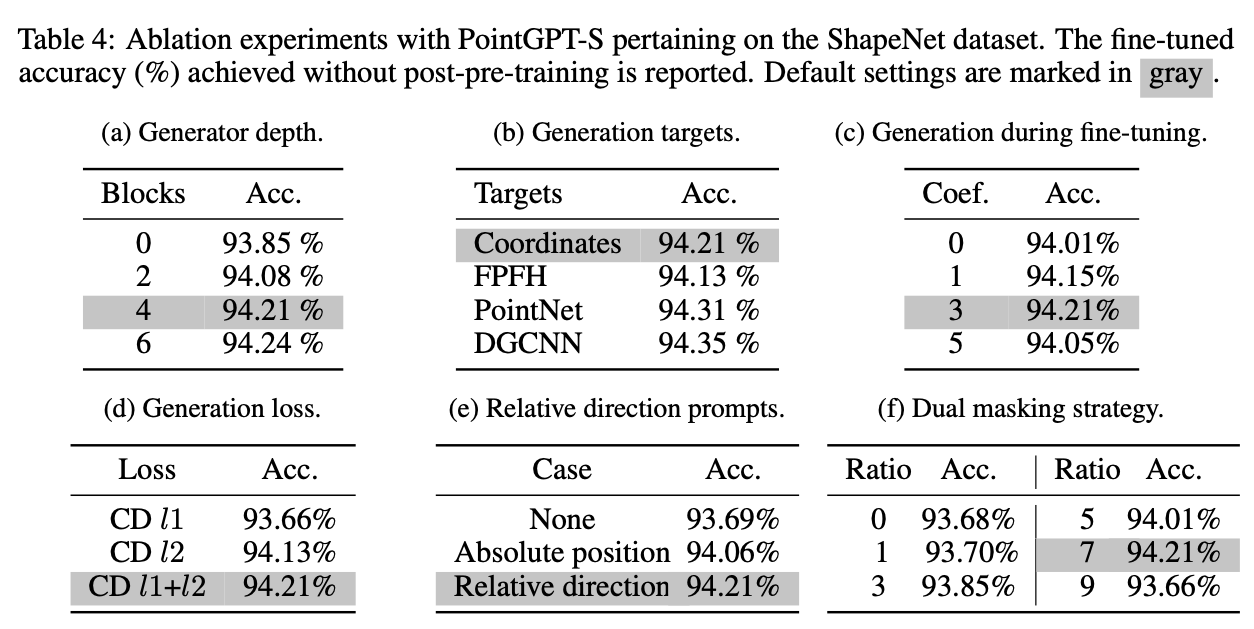 Table 4: Ablation experiments with PointGPT-S pertaining on the ShapeNet dataset. The fine-tuned
accuracy (%) achieved without post-pre-training is reported. Default settings are marked in gray .
(a) Generator depth.
Blocks Acc.
0 93.85 %
2 94.08 %
4 94.21 %
6 94.24 %
(b) Generation targets.
Targets Acc.
Coordinates 94.21 %
FPFH 94.13 %
PointNet 94.31 %
DGCNN 94.35 %
(c) Generation during fine-tuning.
Coef. Acc.
0 94.01%
1 94.15%
3 94.21%
5 94.05%
(d) Generation loss.
Loss Acc.
CD l1 93.66%
CD l2 94.13%
CD l1+l2 94.21%
(e) Relative direction prompts.
Case Acc.
None 93.69%
Absolute position 94.06%
Relative direction 94.21%
(f) Dual masking strategy.
Ratio Acc. Ratio Acc.
0 93.68% 5 94.01%
1 93.70% 7 94.21%
3 93.85% 9 93.66%